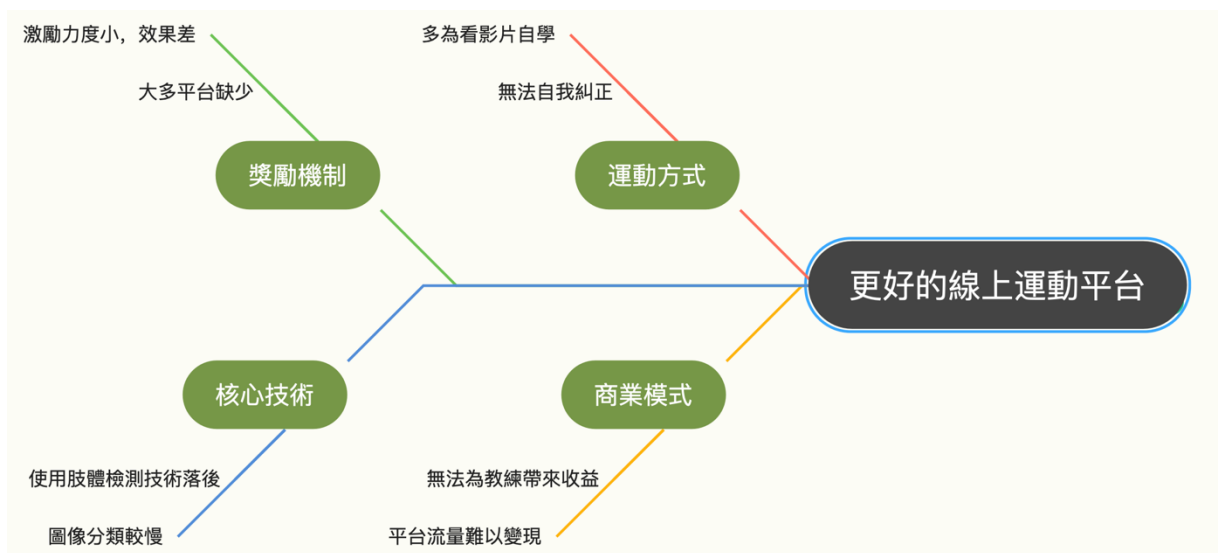 激勵力度小，效果差
大多平台缺少
獎勵機制
多為看影片自學
無法自我糾正
運動方式
更好的線上運動平台
核心技術
使用肢體檢測技術落後
圖像分類較慢
商業模式
無法為教練帶來收益
平台流量難以變現